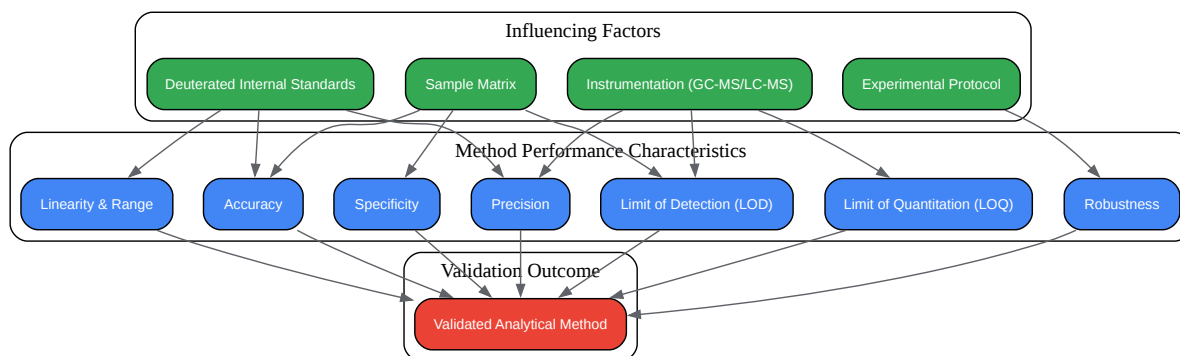 Influencing Factors
Deuterated Internal Standards
Sample Matrix
Instrumentation (GC-MS/LC-MS)
Experimental Protocol
Method Performance Characteristics
Linearity & Range
Accuracy
Specificity
Precision
Limit of Detection (LOD)
Limit of Quantitation (LOQ)
Robustness
Validation Outcome
Validated Analytical Method